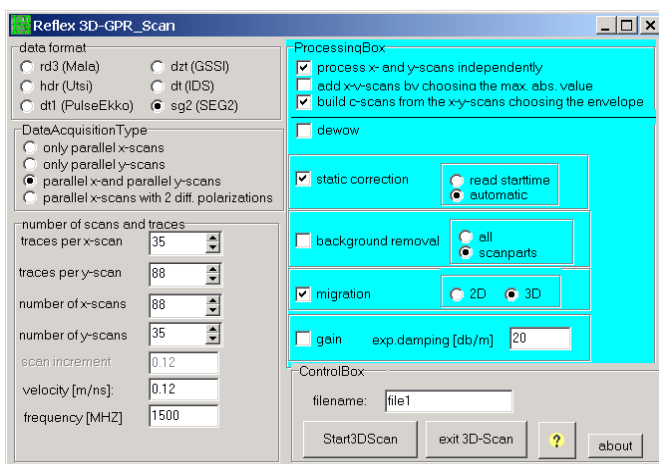 Reflex 3D-GPR_Scan
data format
rd3 (Mala)
dzt (GSSI)
hdr (Utsi)
dt (IDS)
dt1 (PulseEkko)
sg2 (SEG2)
DataAcquisitionType
only parallel x-scans
only parallel y-scans
parallel x-and parallel y-scans
parallel x-scans with 2 diff. polarizations
number of scans and traces
traces per x-scan 35
traces per y-scan 88
number of x-scans 88
number of y-scans 35
scan increment 0.12
velocity [m/ns]: 0.12
frequency [MHZ] 1500
ProcessingBox
process x- and y-scans independently
add x-y-scans by choosing the max. abs. value
build c-scans from the x-y-scans choosing the envelope
dewow
static correction
read starttime
automatic
background removal
all
scanparts
migration
2D
3D
gain exp.damping [db/m] 20
ControlBox
filename: file1
Start3DScan
exit 3D-Scan
?
about